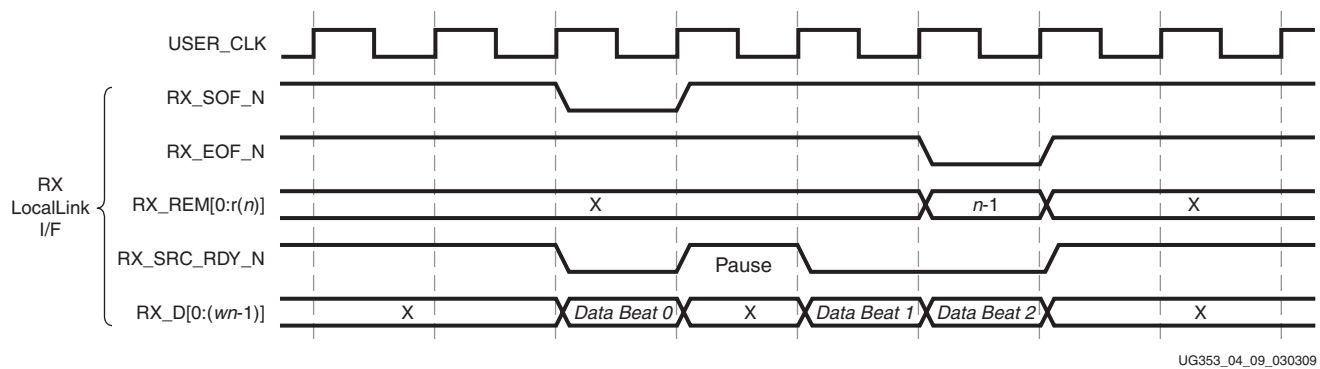 USER_CLK
RX_SOF_N
RX_EOF_N
RX
LocalLink
I/F
RX_REM[0:r(n)]
X
n-1
X
RX_SRC_RDY_N
Pause
RX_D[0:(wn-1)]
X
Data Beat 0
X
Data Beat 1
Data Beat 2
X
UG353_04_09_030309